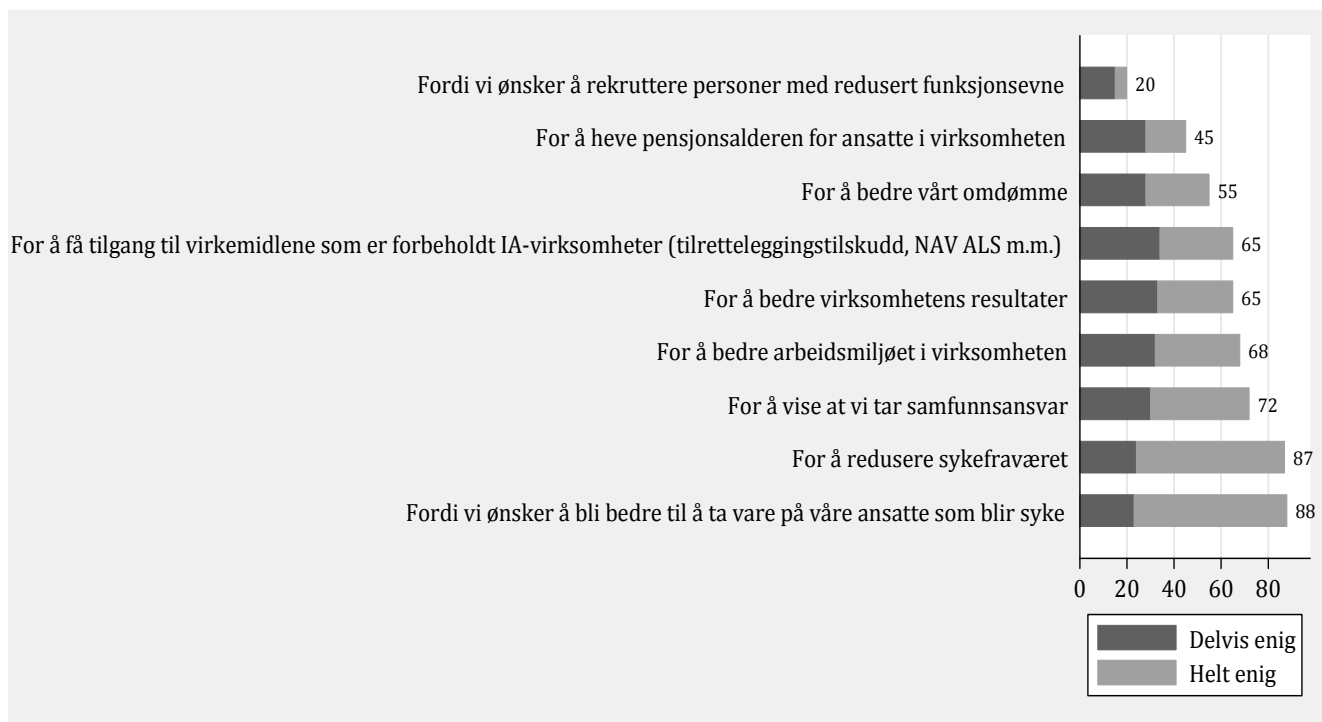 Fordi vi ønsker å rekruttere personer med redusert funksjonsevne 20
For å heve pensjonsalderen for ansatte i virksomheten 45
For å bedre vårt omdømme 55
For å få tilgang til virkemidlene som er forbeholdt IA-virksomheter (tilretteleggingstilskudd, NAV ALS m.m.) 65
For å bedre virksomhetens resultater 65
For å bedre arbeidsmiljøet i virksomheten 68
For å vise at vi tar samfunnsansvar 72
For å redusere sykefraværet 87
Fordi vi ønsker å bli bedre til å ta vare på våre ansatte som blir syke 88
0 20 40 60 80
Delvis enig
Helt enig